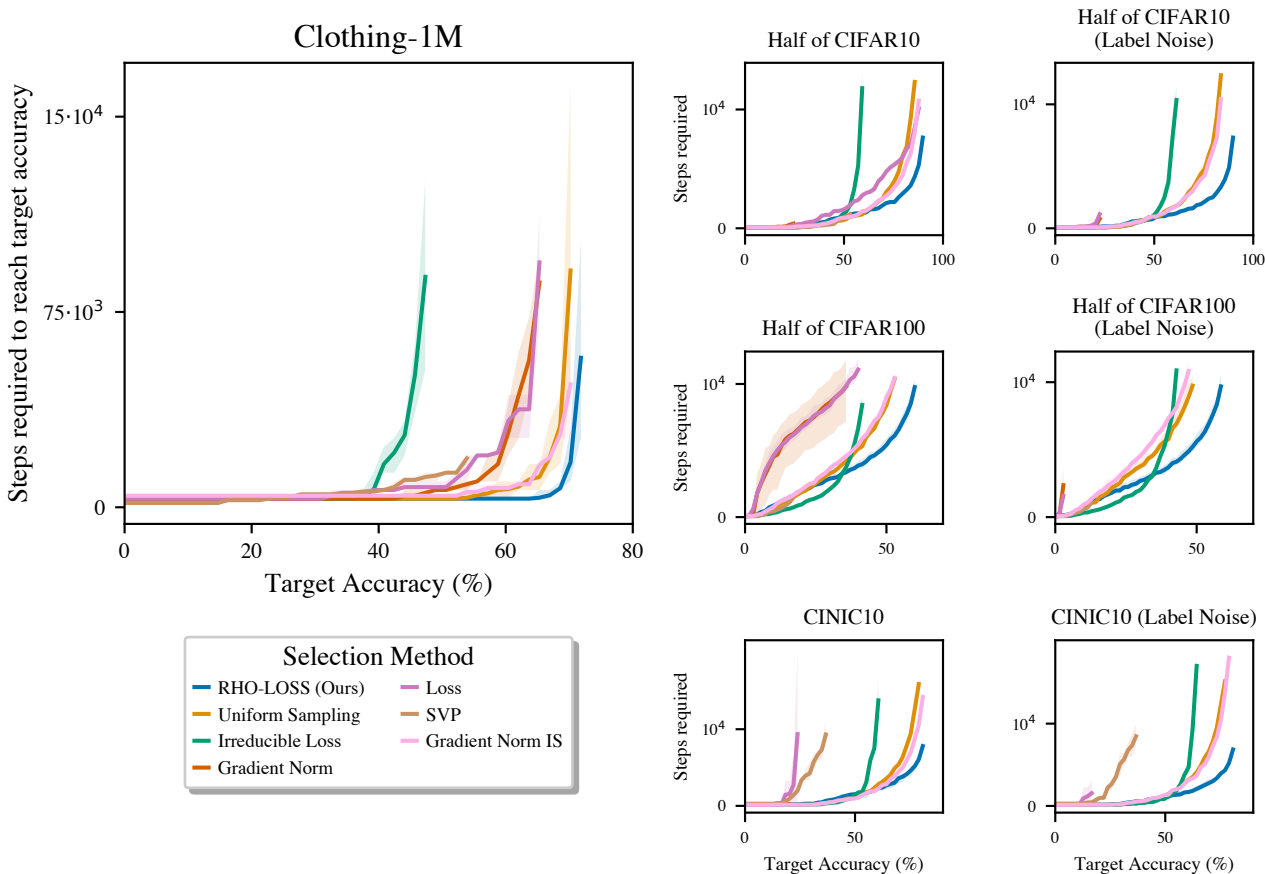 Clothing-1M
Steps required to reach target accuracy
15·10⁴
75·10³
0
0 20 40 60 80
Target Accuracy (%)
Selection Method
RHO-LOSS (Ours)
Uniform Sampling
Irreducible Loss
Gradient Norm
Loss
SVP
Gradient Norm IS
Half of CIFAR10
Steps required
10⁴
0
0 50 100
Half of CIFAR10
(Label Noise)
10⁴
0
0 50 100
Half of CIFAR100
Steps required
10⁴
0
0 50
Half of CIFAR100
(Label Noise)
10⁴
0
0 50
CINIC10
Steps required
10⁴
0
0 50
Target Accuracy (%)
CINIC10 (Label Noise)
10⁴
0
0 50
Target Accuracy (%)